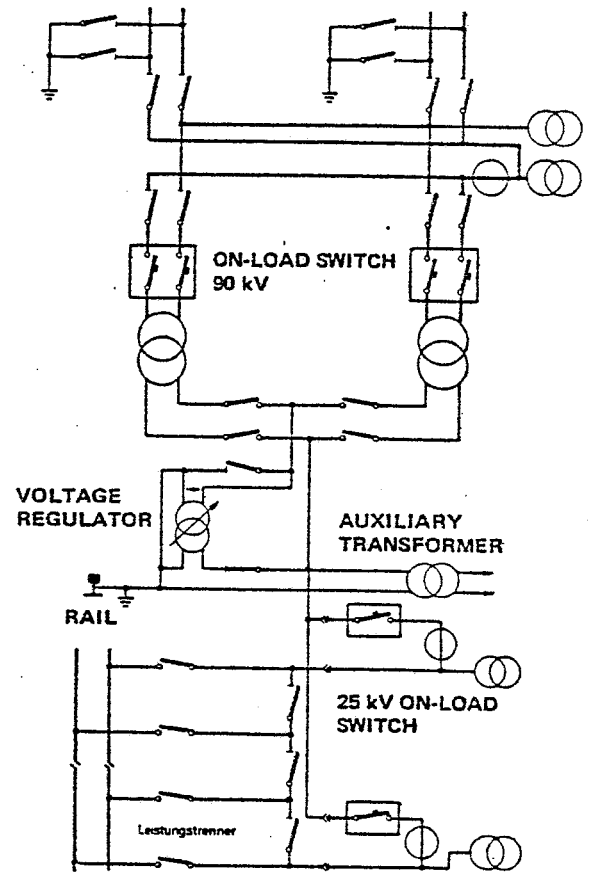 ON-LOAD SWITCH
90 kV
VOLTAGE
REGULATOR
AUXILIARY
TRANSFORMER
RAIL
25 kV ON-LOAD
SWITCH
Leistungstrenner